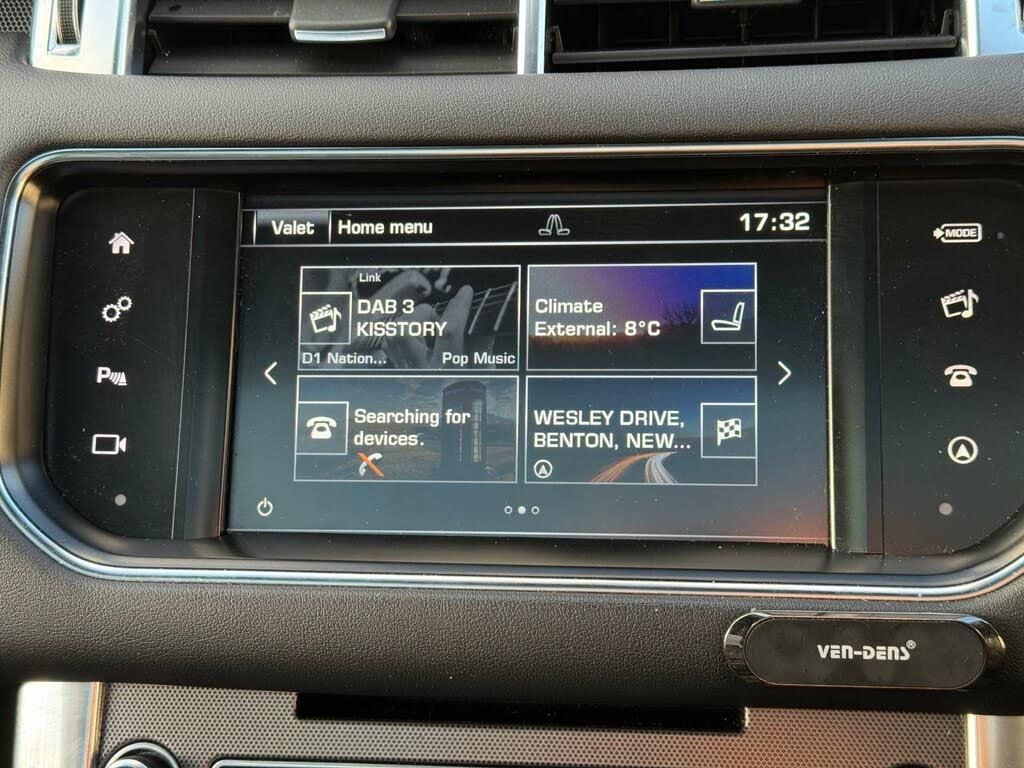 Valet
Home menu
17:32
MODE
Link
DAB 3
KISSTORY
D1 Nation...
Pop Music
Climate
External: 8°C
P
Searching for
devices.
WESLEY DRIVE,
BENTON, NEW...
VEN-DENS®